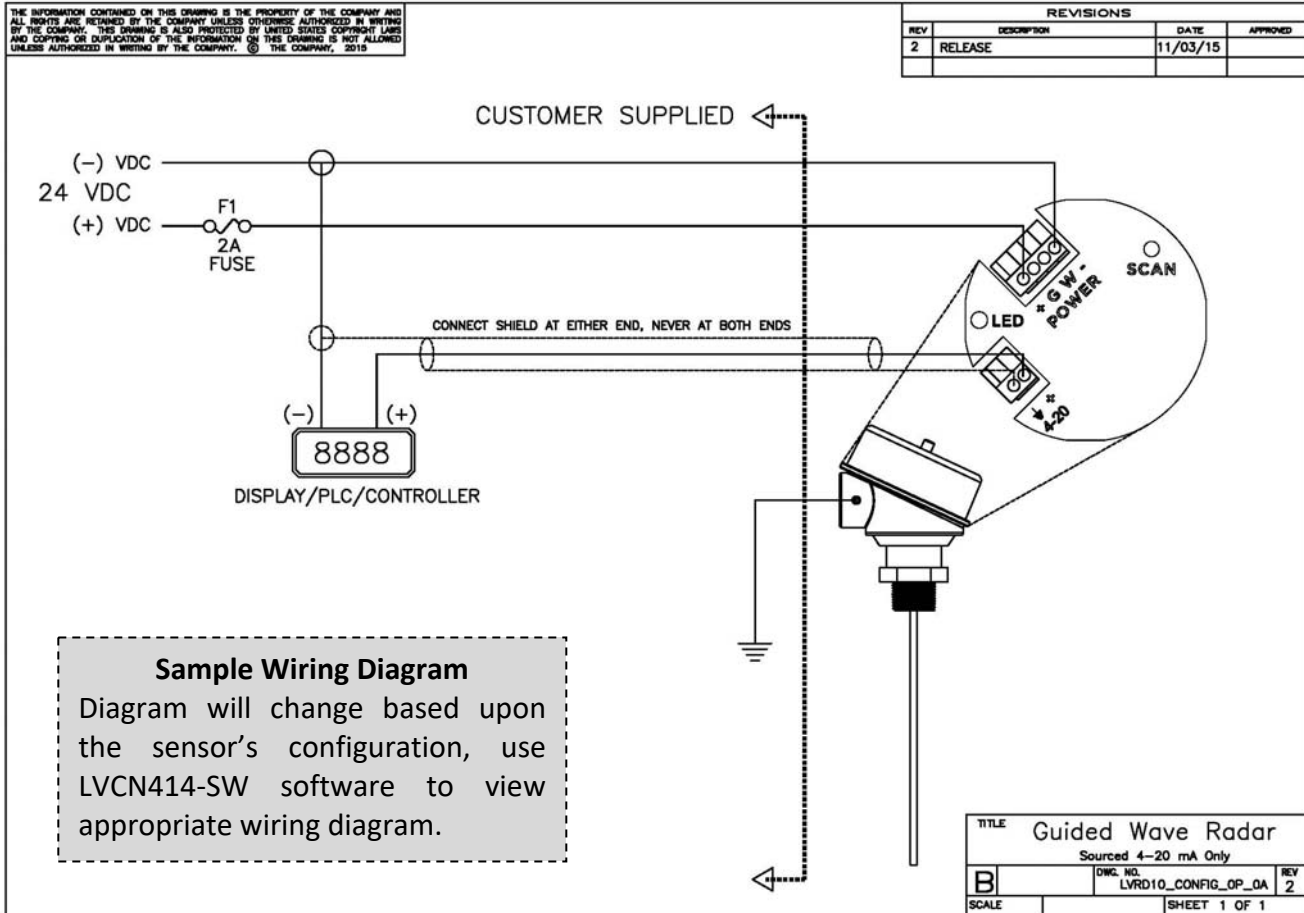 THE INFORMATION CONTAINED ON THIS DRAWING IS THE PROPERTY OF THE COMPANY AND
ALL RIGHTS ARE RETAINED BY THE COMPANY UNLESS OTHERWISE AUTHORIZED IN WRITING
BY THE COMPANY. THIS DRAWING IS ALSO PROTECTED BY UNITED STATES COPYRIGHT LAWS
AND COPYING OR DUPLICATION OF THE INFORMATION ON THIS DRAWING IS NOT ALLOWED
UNLESS AUTHORIZED IN WRITING BY THE COMPANY. © THE COMPANY, 2015
REVISIONS
REV DESCRIPTION DATE APPROVED
2 RELEASE 11/03/15
CUSTOMER SUPPLIED
(-) VDC
24 VDC
(+) VDC
F1
2A
FUSE
SCAN
+ G W -
POWER
LED
CONNECT SHIELD AT EITHER END, NEVER AT BOTH ENDS
+
4-20
(-) (+)
8888
DISPLAY/PLC/CONTROLLER
Sample Wiring Diagram
Diagram will change based upon
the sensor's configuration, use
LVCN414-SW software to view
appropriate wiring diagram.
TITLE Guided Wave Radar
Sourced 4-20 mA Only
B DWG. NO. LVRD10_CONFIG_0P_0A REV 2
SCALE SHEET 1 OF 1